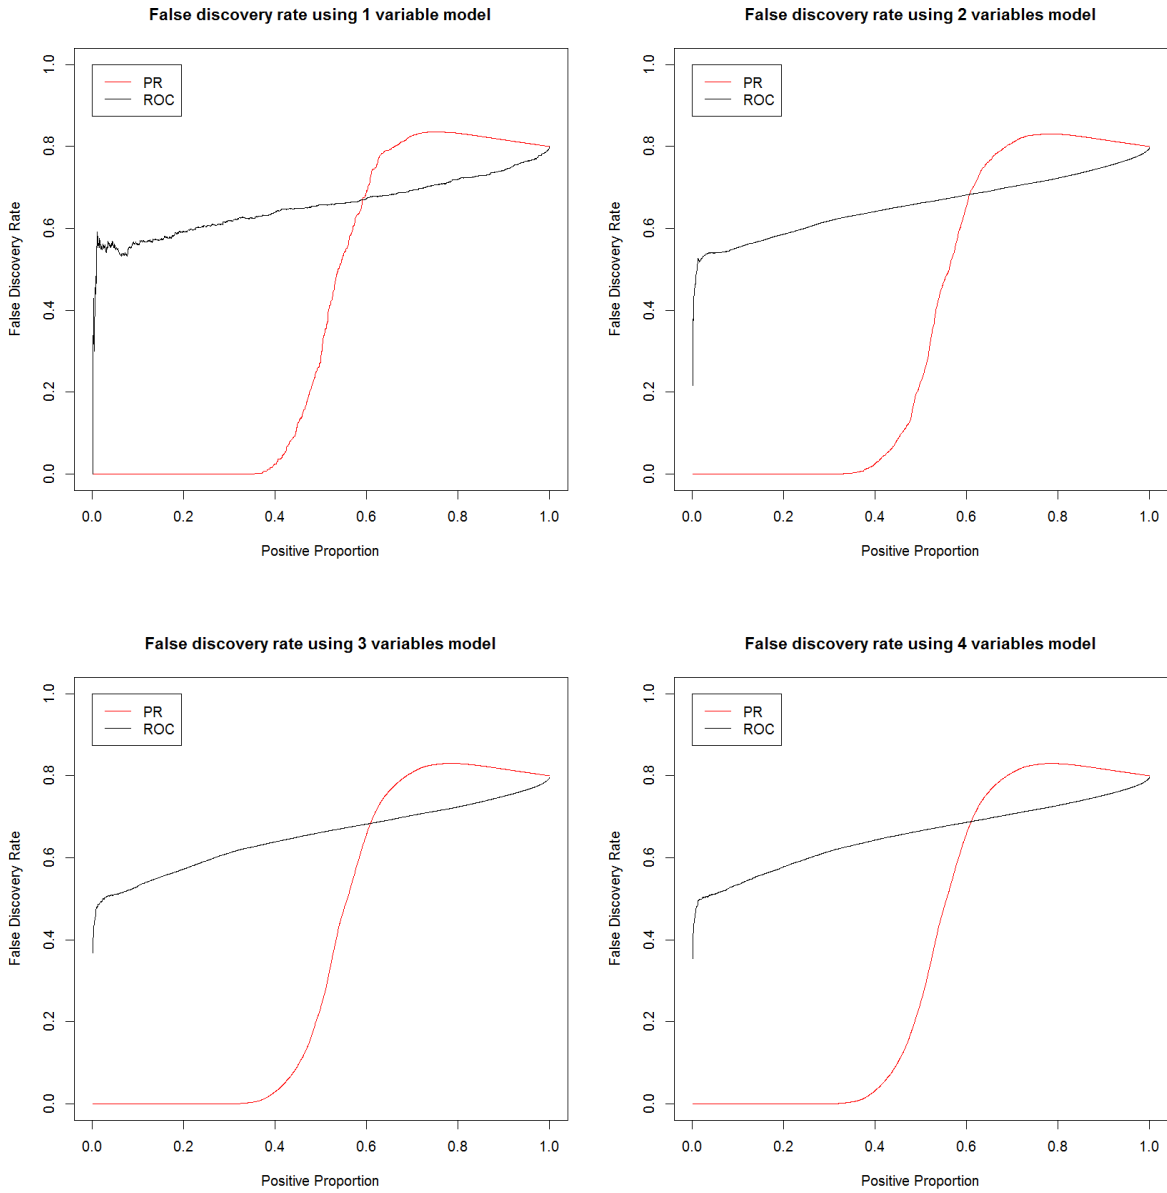 False discovery rate using 1 variable model
1.0
0.8
0.6
0.4
0.2
0.0
False Discovery Rate
PR
ROC
0.0 0.2 0.4 0.6 0.8 1.0
Positive Proportion
False discovery rate using 2 variables model
1.0
0.8
0.6
0.4
0.2
0.0
False Discovery Rate
PR
ROC
0.0 0.2 0.4 0.6 0.8 1.0
Positive Proportion
False discovery rate using 3 variables model
1.0
0.8
0.6
0.4
0.2
0.0
False Discovery Rate
PR
ROC
0.0 0.2 0.4 0.6 0.8 1.0
Positive Proportion
False discovery rate using 4 variables model
1.0
0.8
0.6
0.4
0.2
0.0
False Discovery Rate
PR
ROC
0.0 0.2 0.4 0.6 0.8 1.0
Positive Proportion